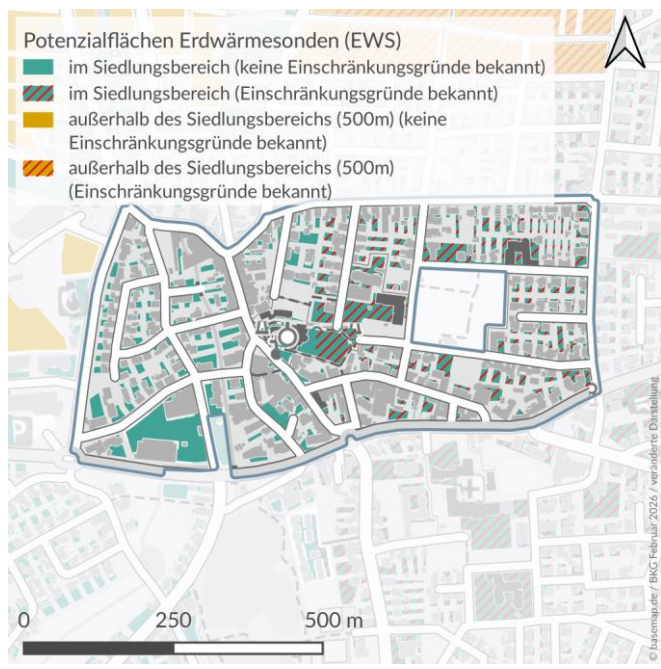 Potenzialflächen Erdwärmesonden (EWS)
im Siedlungsbereich (keine Einschränkungsgründe bekannt)
im Siedlungsbereich (Einschränkungsgründe bekannt)
außerhalb des Siedlungsbereichs (500m) (keine
Einschränkungsgründe bekannt)
außerhalb des Siedlungsbereichs (500m)
(Einschränkungsgründe bekannt)
P
0 250 500 m
© basemap.de / BKG Februar 2026 / veränderte Darstellung